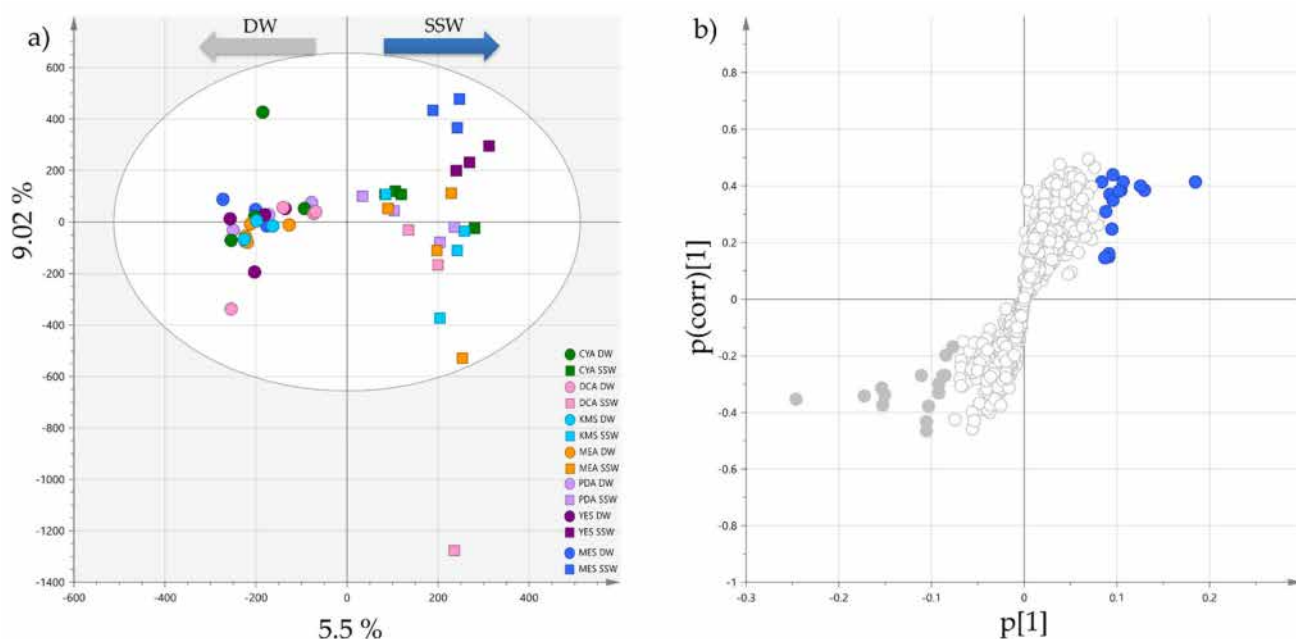 a)
DW
SSW
600
400
200
0
-200
-400
-600
-800
-1000
-1200
-1400
-600
-400
-200
0
200
400
9.02 %
5.5 %
CYA DW
CYA SSW
DCA DW
DCA SSW
KMS DW
KMS SSW
MEA DW
MEA SSW
PDA DW
PDA SSW
YES DW
YES SSW
MES DW
MES SSW
b)
0.8
0.6
0.4
0.2
0
-0.2
-0.4
-0.6
-0.8
-1
-0.3
-0.2
-0.1
0
0.1
0.2
p(corr)[1]
p[1]